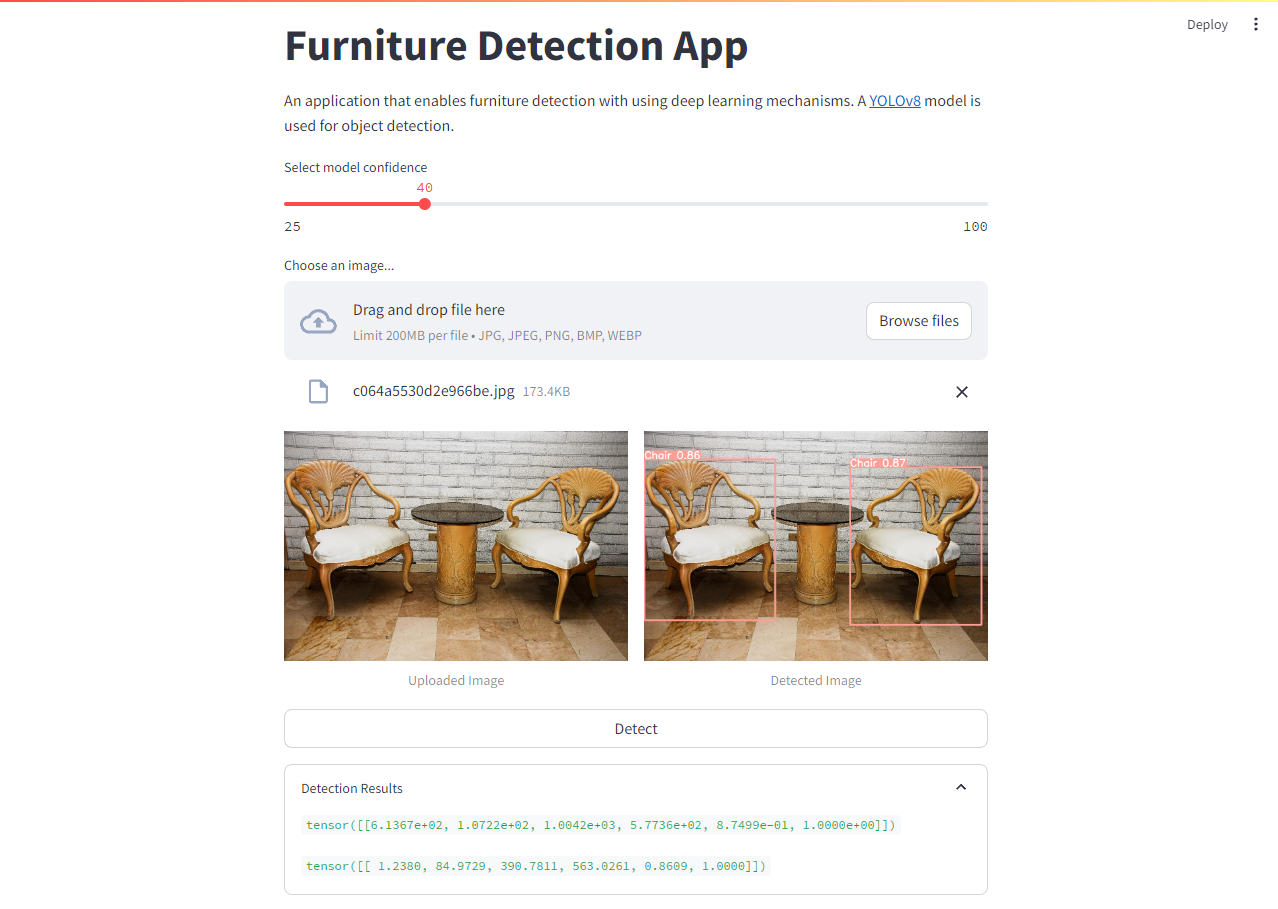 Deploy
Furniture Detection App
An application that enables furniture detection with using deep learning mechanisms. A YOLOv8 model is
used for object detection.
Select model confidence
40
25 100
Choose an image...
Drag and drop file here
Limit 200MB per file • JPG, JPEG, PNG, BMP, WEBP
Browse files
c064a5530d2e966be.jpg 173.4KB
Chair 0.86
Chair 0.87
Uploaded Image
Detected Image
Detect
Detection Results
tensor([[6.1367e+02, 1.0722e+02, 1.0042e+03, 5.7736e+02, 8.7499e-01, 1.0000e+00]])
tensor([[ 1.2380, 84.9729, 390.7811, 563.0261, 0.8609, 1.0000]])